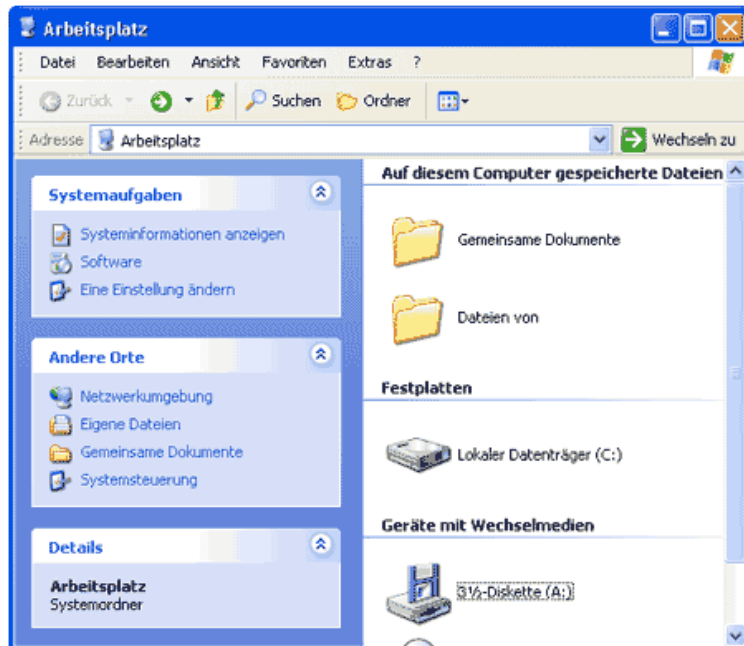 Arbeitsplatz
Datei Bearbeiten Ansicht Favoriten Extras ?
Zurück Suchen Ordner
Adresse Arbeitsplatz Wechseln zu
Systemaufgaben
Systeminformationen anzeigen
Software
Eine Einstellung ändern
Andere Orte
Netzwerkumgebung
Eigene Dateien
Gemeinsame Dokumente
Systemsteuerung
Details
Arbeitsplatz
Systemordner
Auf diesem Computer gespeicherte Dateien
Gemeinsame Dokumente
Dateien von
Festplatten
Lokaler Datenträger (C:)
Geräte mit Wechselmedien
3½-Diskette (A:)